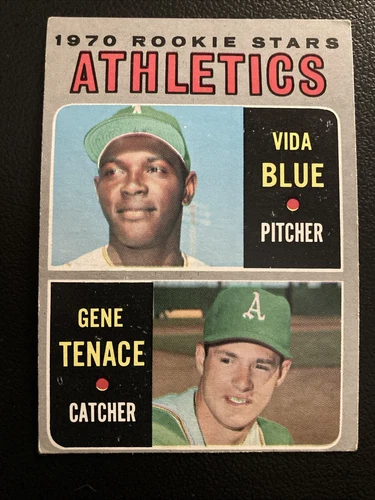 1970 ROOKIE STARS
ATHLETICS
A
VIDA
BLUE
PITCHER
GENE
TENACE
CATCHER
A